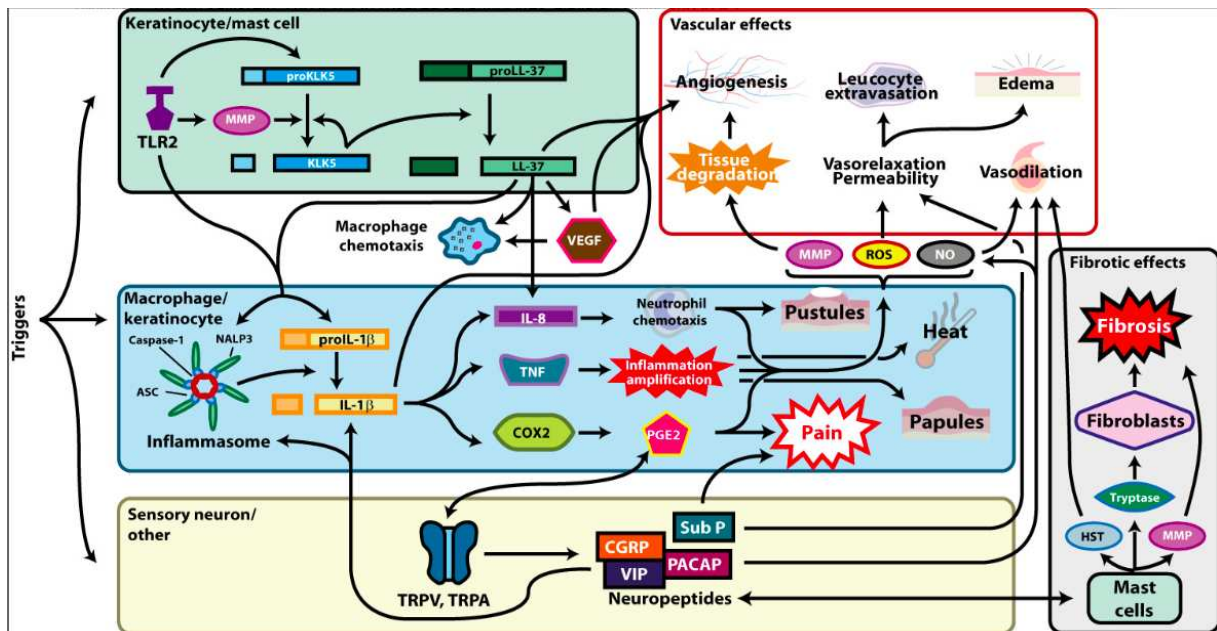 Triggers
Keratinocyte/mast cell
proKLK5
proLL-37
TLR2
MMP
KLK5
LL-37
Macrophage
chemotaxis
VEGF
Vascular effects
Angiogenesis
Leucocyte
extravasation
Edema
Tissue
degradation
Vasorelaxation
Permeability
Vasodilation
MMP
ROS
NO
Macrophage/
keratinocyte
Caspase-1
NALP3
ASC
Inflammasome
proIL-1β
IL-1β
IL-8
Neutrophil
chemotaxis
Pustules
Heat
TNF
Inflammation
amplification
COX2
PGE2
Pain
Papules
Sensory neuron/
other
TRPV, TRPA
Sub P
CGRP
PACAP
VIP
Neuropeptides
Fibrotic effects
Fibrosis
Fibroblasts
Tryptase
HST
MMP
Mast
cells